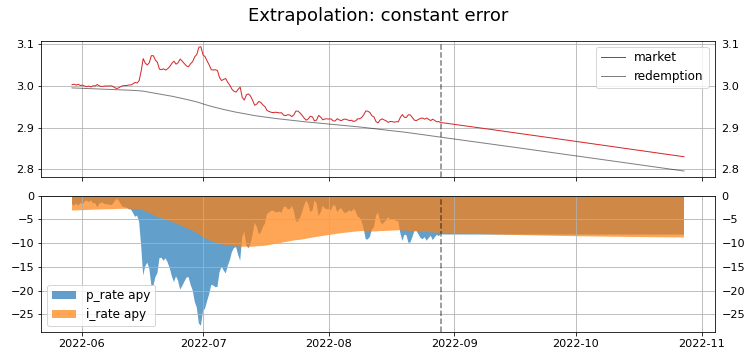 Extrapolation: constant error
3.1 3.1
market
redemption
3.0 3.0
2.9 2.9
2.8 2.8
0 0
−5 −5
−10 −10
−15 −15
−20 −20
−25 −25
p_rate apy
i_rate apy
2022-06 2022-07 2022-08 2022-09 2022-10 2022-11